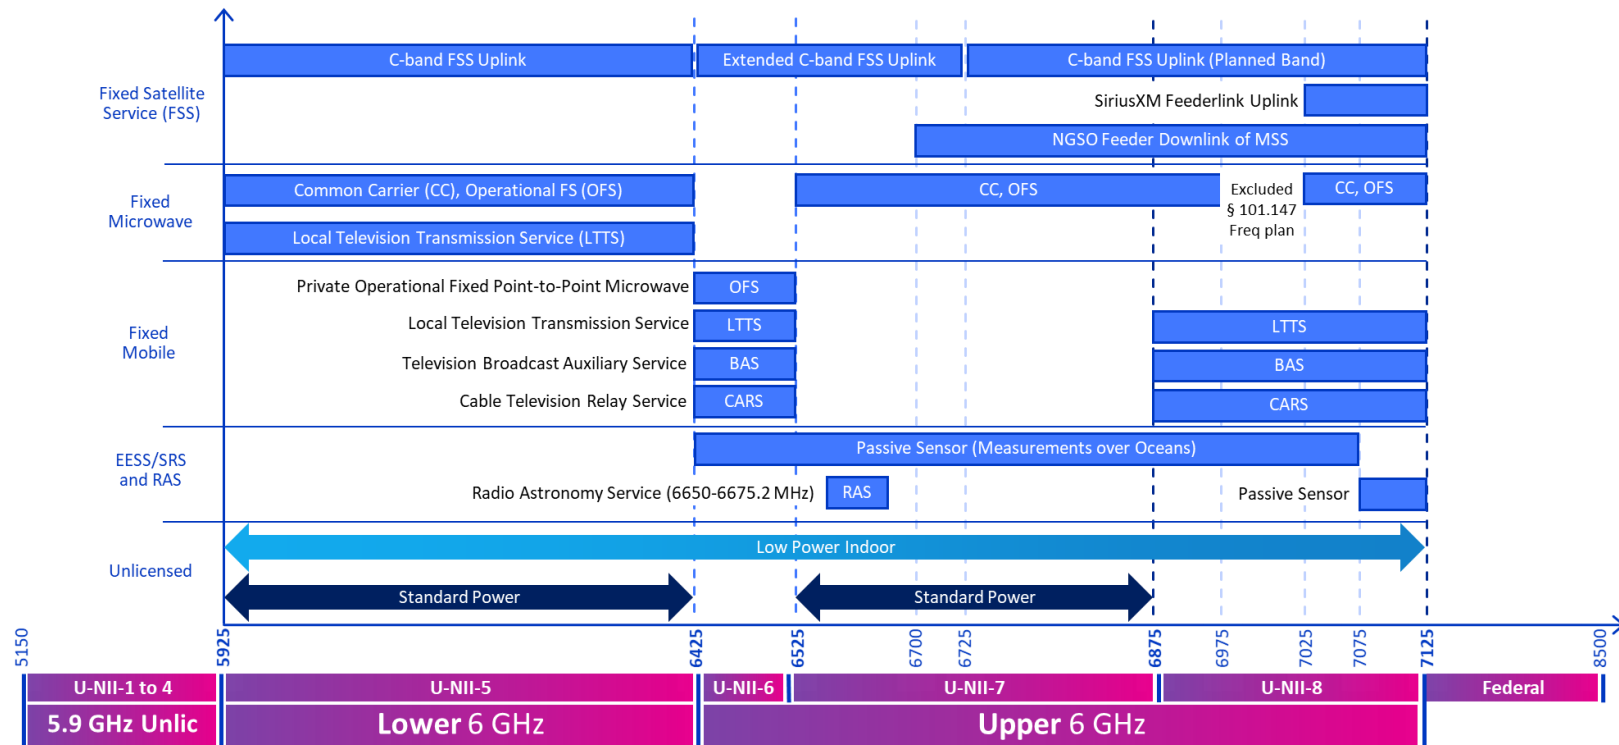 C-band FSS Uplink
Extended C-band FSS Uplink
C-band FSS Uplink (Planned Band)
Fixed Satellite
Service (FSS)
SiriusXM Feederlink Uplink
NGSO Feeder Downlink of MSS
Fixed
Microwave
Common Carrier (CC), Operational FS (OFS)
CC, OFS
Excluded
§ 101.147
Freq plan
CC, OFS
Local Television Transmission Service (LTTS)
Fixed
Mobile
Private Operational Fixed Point-to-Point Microwave
OFS
Local Television Transmission Service
LTTS
LTTS
Television Broadcast Auxiliary Service
BAS
BAS
Cable Television Relay Service
CARS
CARS
EESS/SRS
and RAS
Passive Sensor (Measurements over Oceans)
Radio Astronomy Service (6650-6675.2 MHz)
RAS
Passive Sensor
Unlicensed
Low Power Indoor
Standard Power
Standard Power
5150
5925
6425
6525
6700
6725
6875
6975
7025
7075
7125
8500
U-NII-1 to 4
U-NII-5
U-NII-6
U-NII-7
U-NII-8
Federal
5.9 GHz Unlic
Lower 6 GHz
Upper 6 GHz